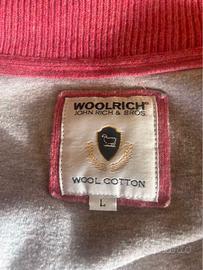 WOOLRICH
JOHN RICH & BROS.
WOOL COTTON
L